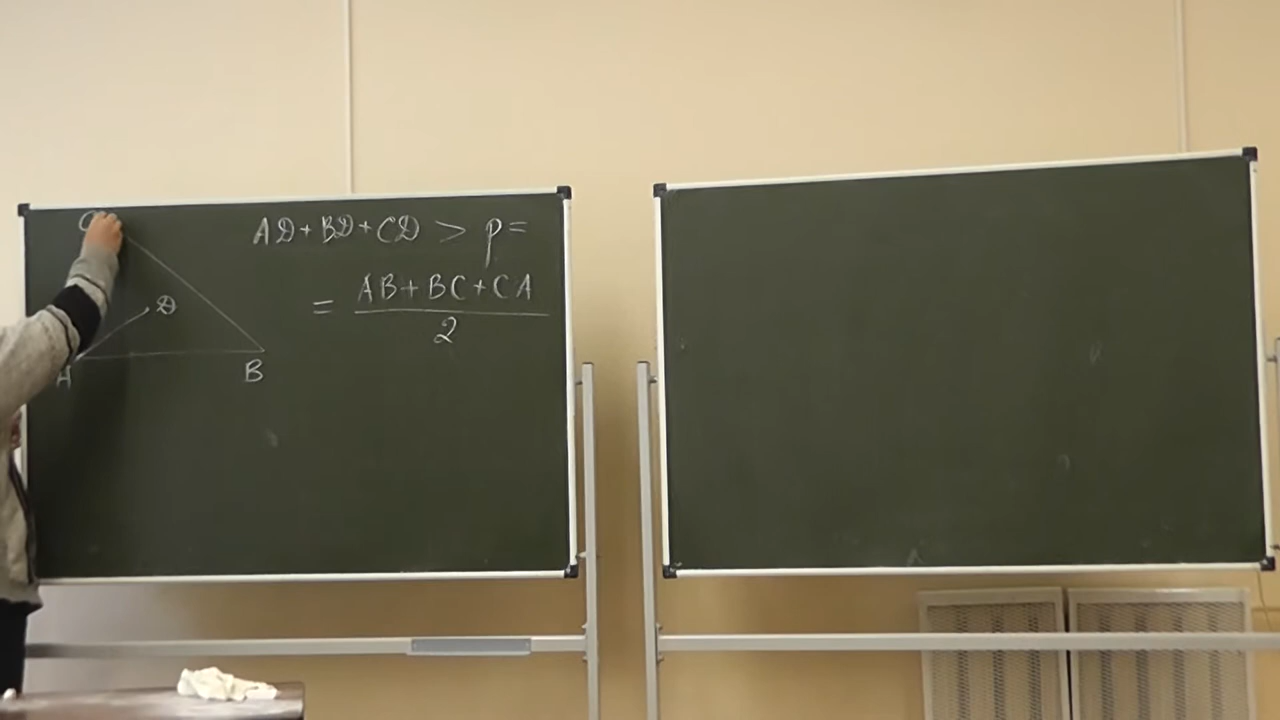 C
AD + BD + CD > p =
D
= AB + BC + CA
2
A
B